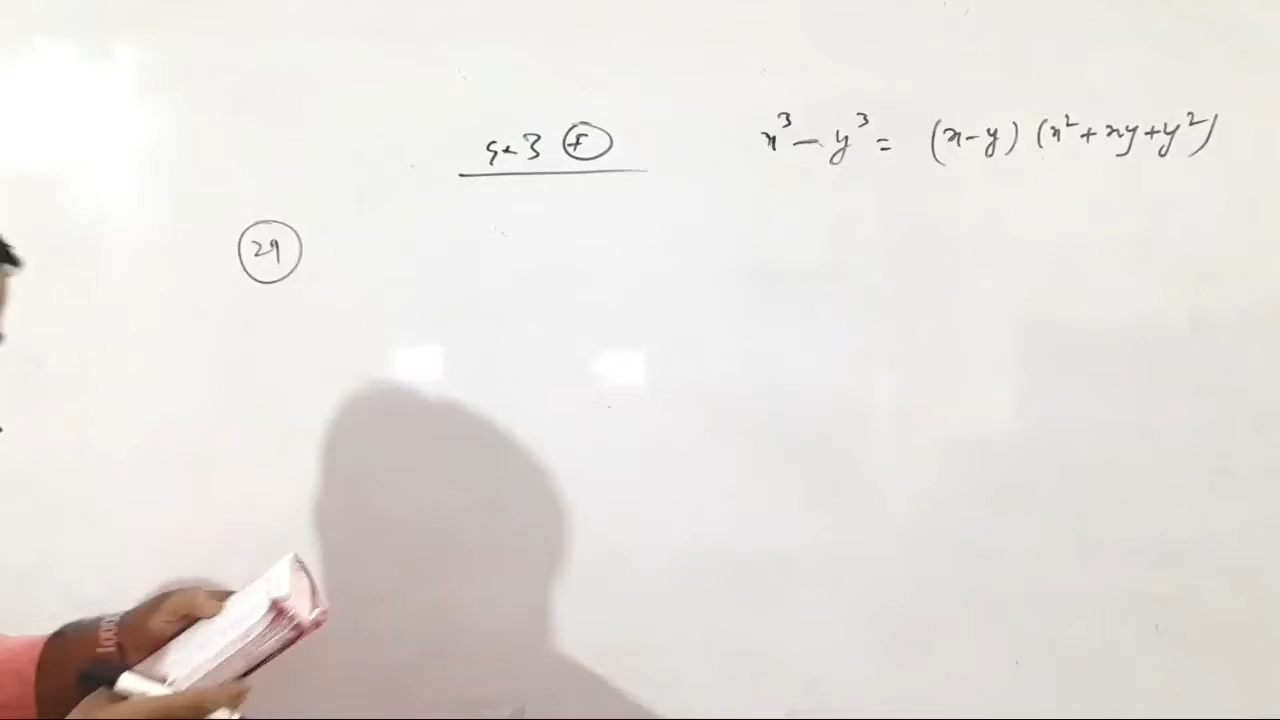 Ex 3 F
x³ - y³ = (x-y) (x² + xy + y²)
29